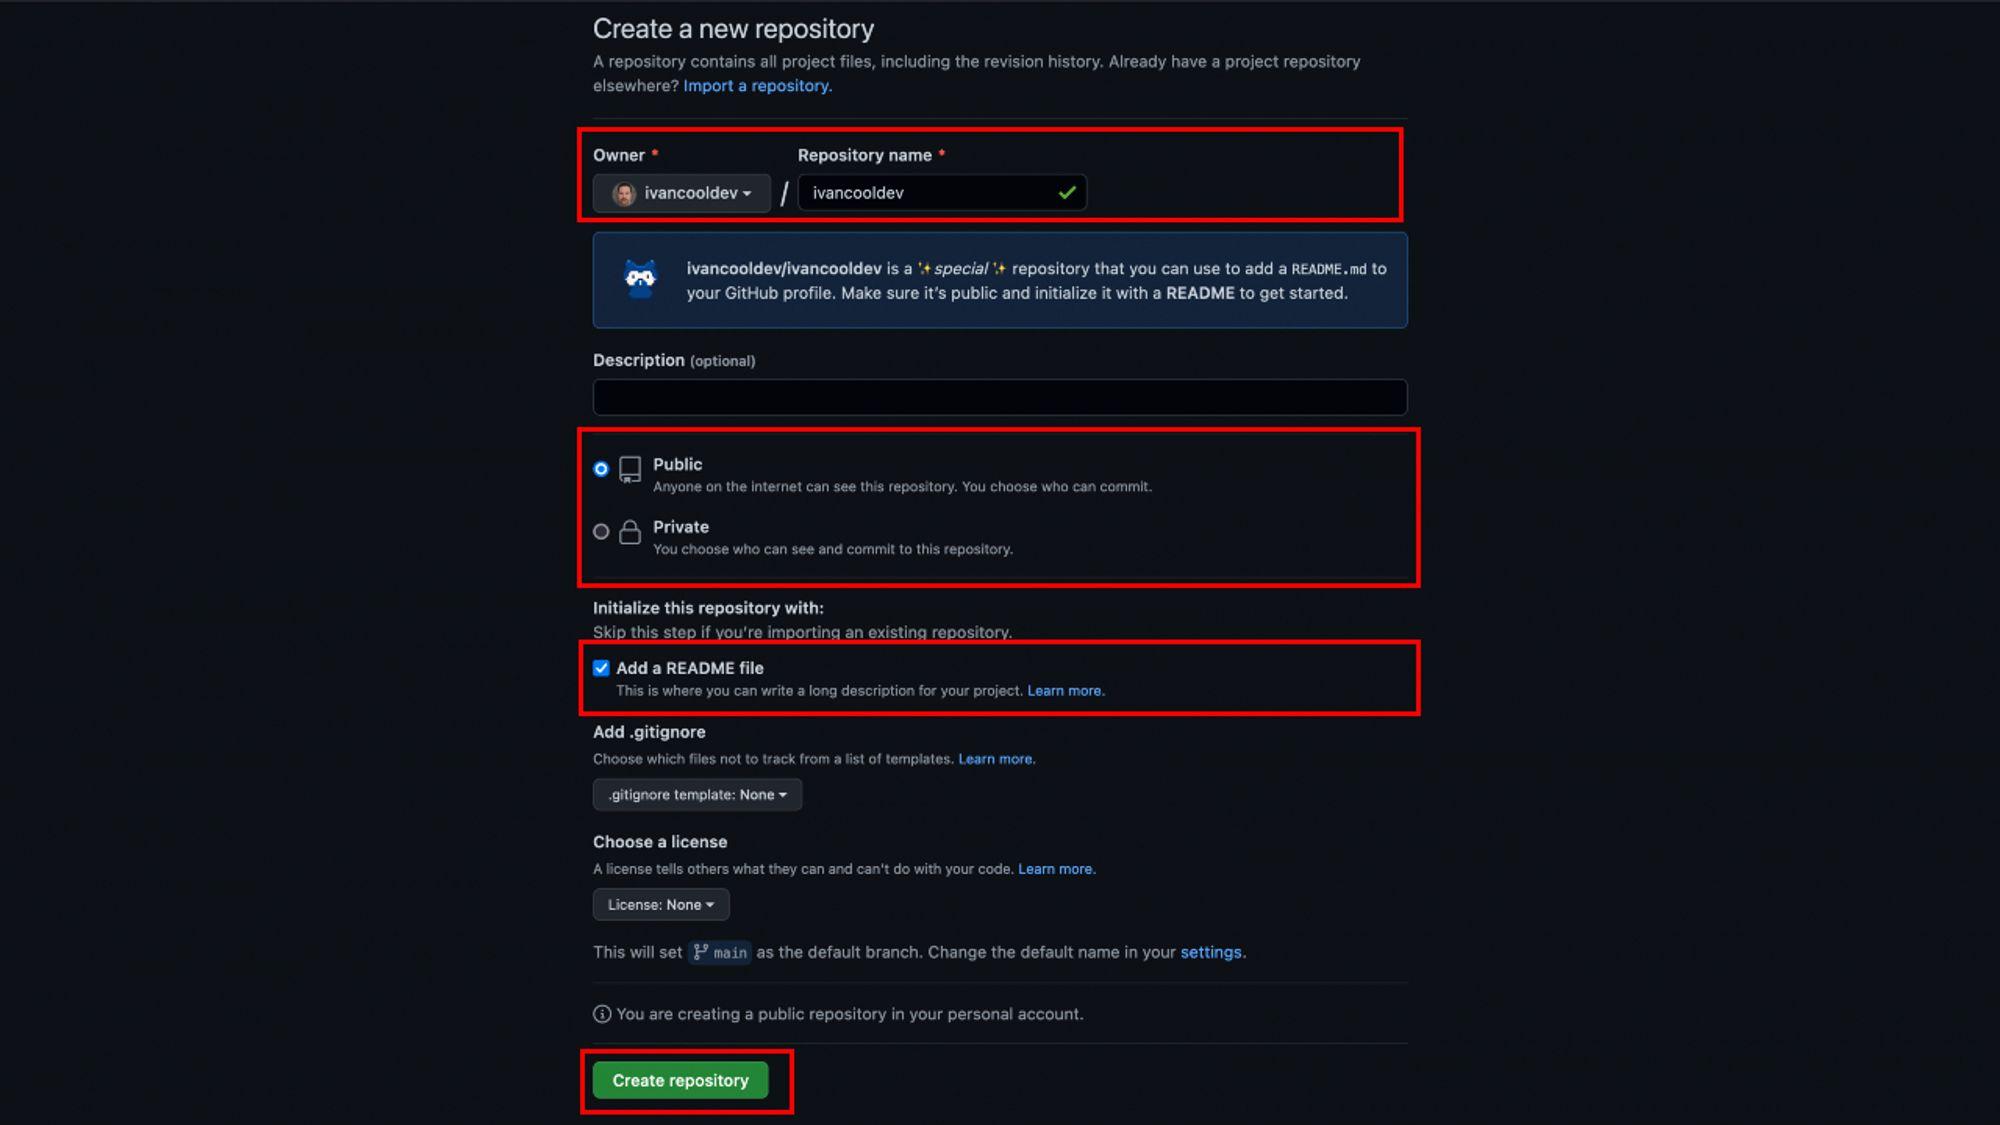 Create a new repository
A repository contains all project files, including the revision history. Already have a project repository
elsewhere? Import a repository.
Owner * Repository name *
ivancooldev / ivancooldev
ivancooldev/ivancooldev is a ✨special✨ repository that you can use to add a README.md to
your GitHub profile. Make sure it's public and initialize it with a README to get started.
Description (optional)
Public
Anyone on the internet can see this repository. You choose who can commit.
Private
You choose who can see and commit to this repository.
Initialize this repository with:
Skip this step if you're importing an existing repository.
Add a README file
This is where you can write a long description for your project. Learn more.
Add .gitignore
Choose which files not to track from a list of templates. Learn more.
.gitignore template: None
Choose a license
A license tells others what they can and can't do with your code. Learn more.
License: None
This will set main as the default branch. Change the default name in your settings.
You are creating a public repository in your personal account.
Create repository